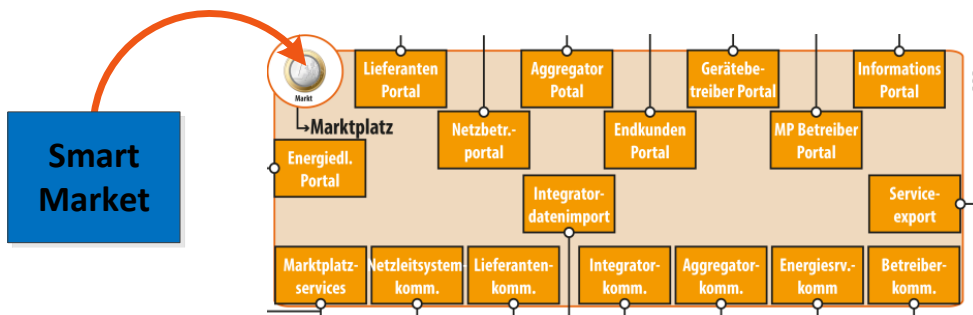 Smart
Market
Markt
Marktplatz
Lieferanten
Portal
Aggregator
Potal
Gerätebe-
treiber Portal
Informations
Portal
Netzbetr.-
portal
Endkunden
Portal
MP Betreiber
Portal
Energiedl.
Portal
Integrator-
datenimport
Service-
export
Marktplatz-
services
Netzleitsystem-
komm.
Lieferanten-
komm.
Integrator-
komm.
Aggregator-
komm.
Energiesrv.-
komm
Betreiber-
komm.